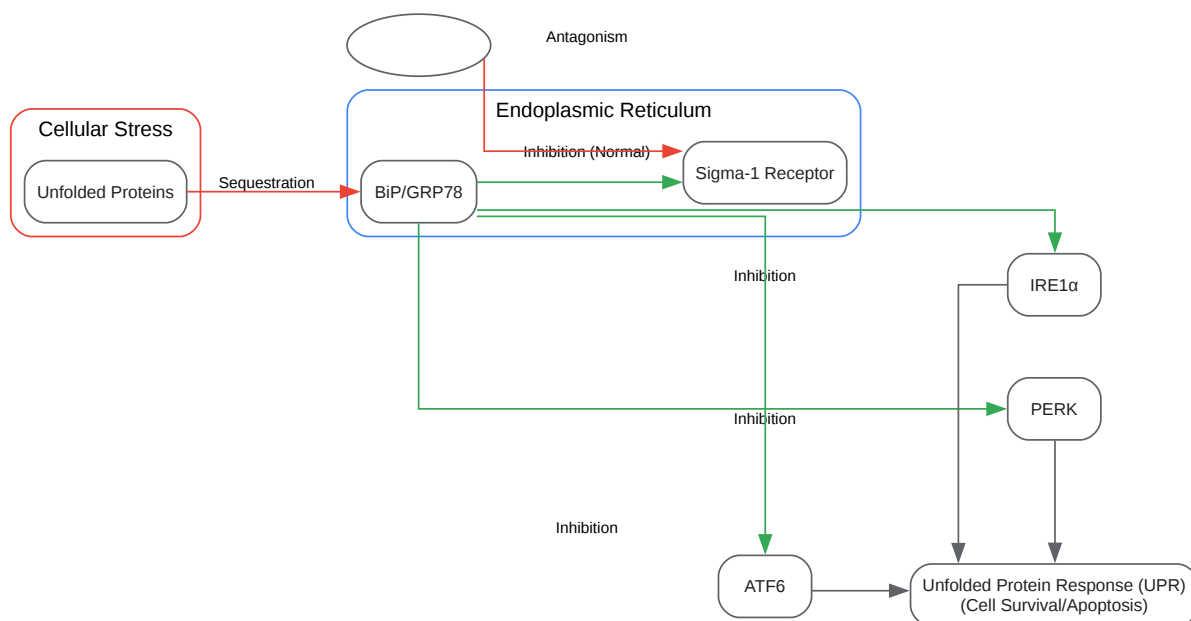 Antagonism
Endoplasmic Reticulum
Cellular Stress
Inhibition (Normal)
Sigma-1 Receptor
Unfolded Proteins
Sequestration
BiP/GRP78
Inhibition
IRE1α
PERK
Inhibition
Inhibition
ATF6
Unfolded Protein Response (UPR)
(Cell Survival/Apoptosis)